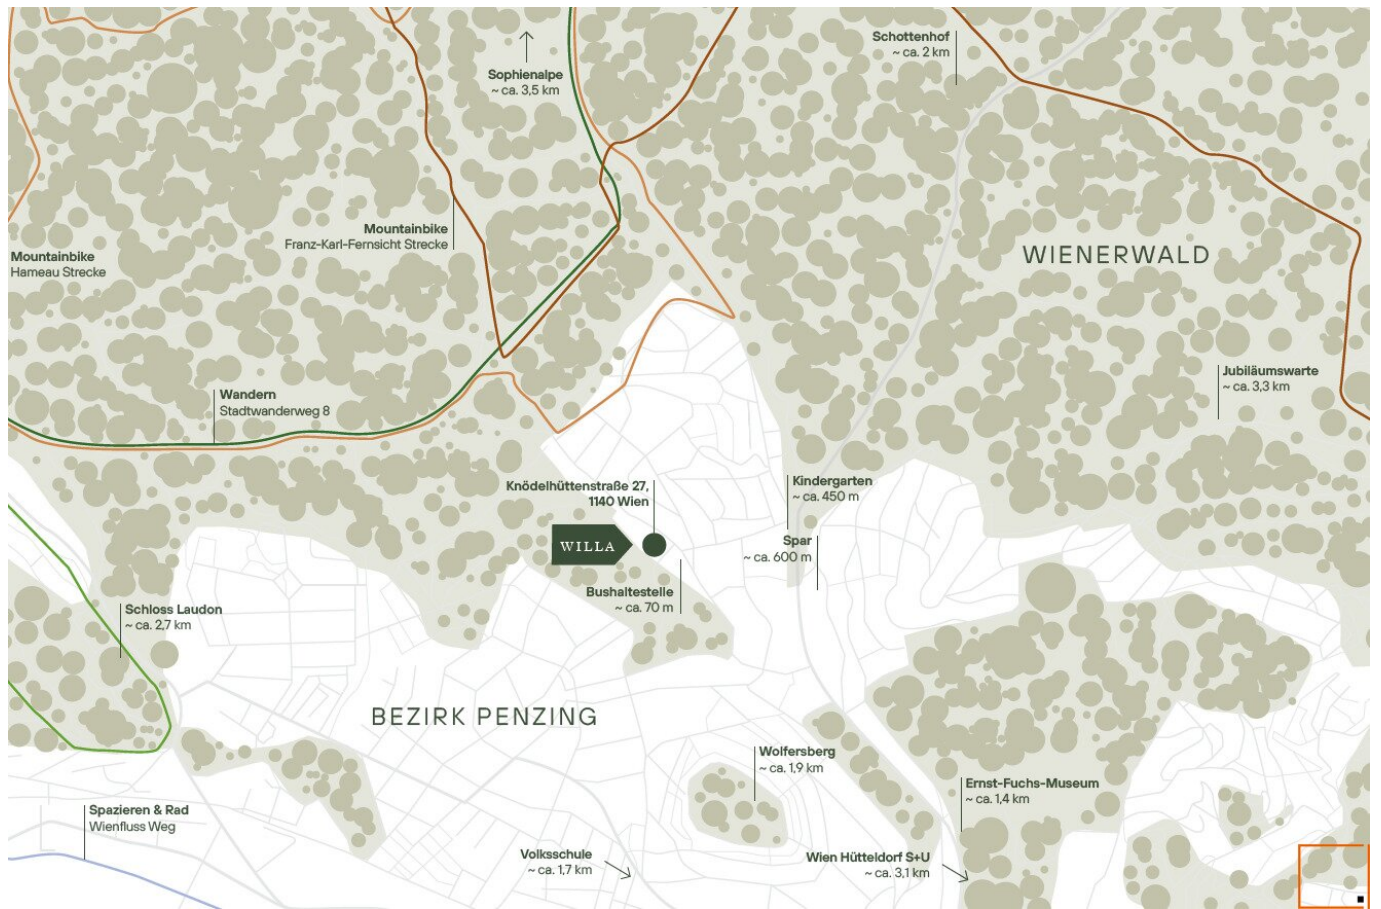 Schottenhof
~ ca. 2 km
Sophienalpe
~ ca. 3,5 km
Mountainbike
Franz-Karl-Fernsicht Strecke
Mountainbike
Hameau Strecke
WIENERWALD
Jubiläumswarte
~ ca. 3,3 km
Wandern
Stadtwanderweg 8
Knödelhüttenstraße 27,
1140 Wien
Kindergarten
~ ca. 450 m
WILLA
Spar
~ ca. 600 m
Bushaltestelle
~ ca. 70 m
Schloss Laudon
~ ca. 2,7 km
BEZIRK PENZING
Wolfersberg
~ ca. 1,9 km
Ernst-Fuchs-Museum
~ ca. 1,4 km
Spazieren & Rad
Wienfluss Weg
Volksschule
~ ca. 1,7 km
Wien Hütteldorf S+U
~ ca. 3,1 km